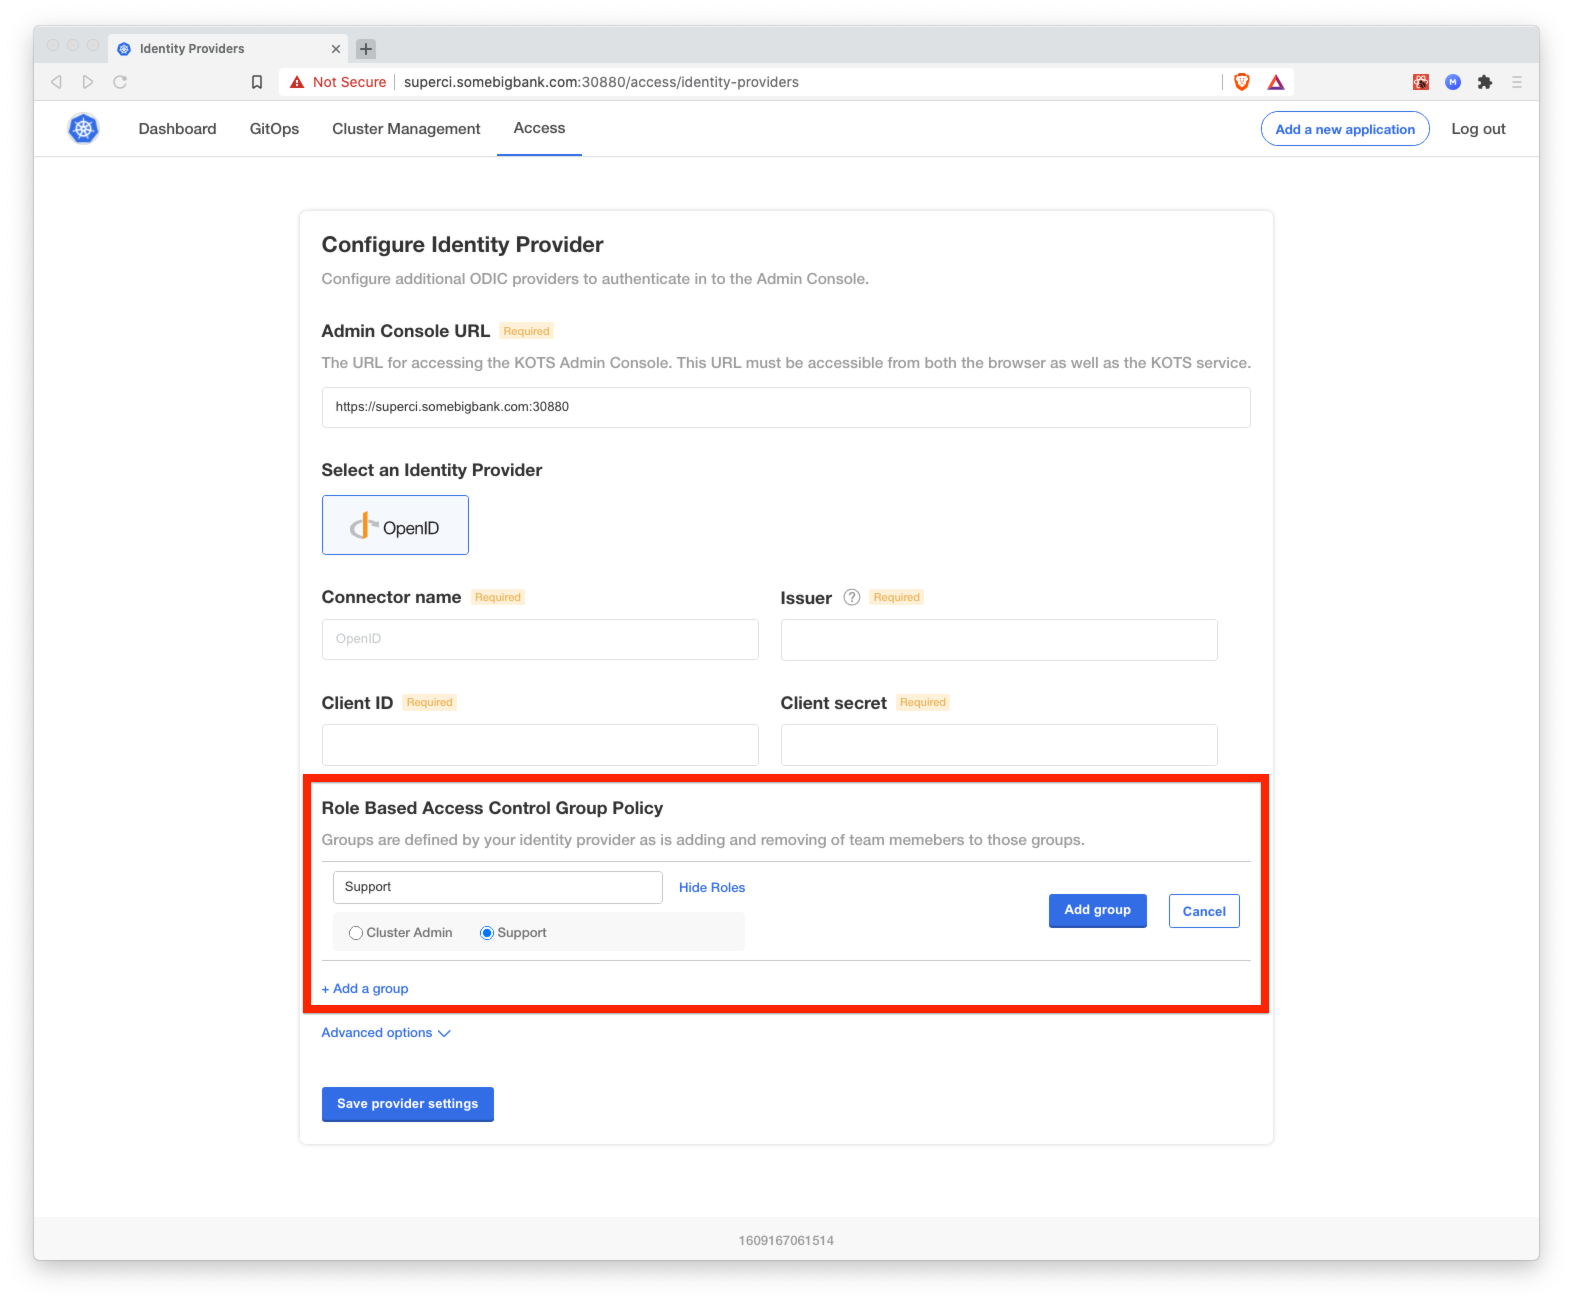 Identity Providers
Not Secure superci.somebigbank.com:30880/access/identity-providers
M
Dashboard GitOps Cluster Management Access Add a new application Log out
Configure Identity Provider
Configure additional ODIC providers to authenticate in to the Admin Console.
Admin Console URL Required
The URL for accessing the KOTS Admin Console. This URL must be accessible from both the browser as well as the KOTS service.
https://superci.somebigbank.com:30880
Select an Identity Provider
OpenID
Connector name Required
OpenID
Issuer ? Required
Client ID Required
Client secret Required
Role Based Access Control Group Policy
Groups are defined by your identity provider as is adding and removing of team memebers to those groups.
Support Hide Roles
Cluster Admin Support
Add group Cancel
+ Add a group
Advanced options
Save provider settings
1609167061514